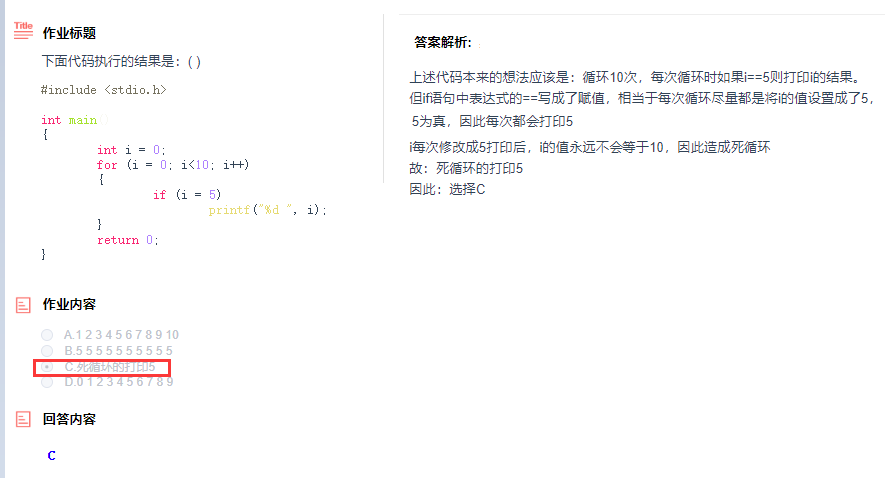 Title
作业标题
下面代码执行的结果是：( )
#include <stdio.h>
int main()
{
int i = 0;
for (i = 0; i<10; i++)
{
if (i = 5)
printf("%d ", i);
}
return 0;
}
作业内容
A.1 2 3 4 5 6 7 8 9 10
B.5 5 5 5 5 5 5 5 5 5
C.死循环的打印5
D.0 1 2 3 4 5 6 7 8 9
回答内容
C
答案解析：
上述代码本来的想法应该是：循环10次，每次循环时如果i==5则打印i的结果。
但if语句中表达式的==写成了赋值，相当于每次循环尽量都是将i的值设置成了5，
5为真，因此每次都会打印5
i每次修改成5打印后，i的值永远不会等于10，因此造成死循环
故：死循环的打印5
因此：选择C